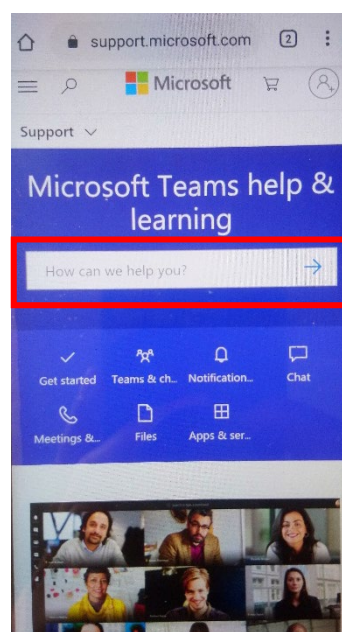 support.microsoft.com
2
Microsoft
Support
Microsoft Teams help &
learning
How can we help you?
Get started
Teams & ch...
Notification...
Chat
Meetings &...
Files
Apps & ser...